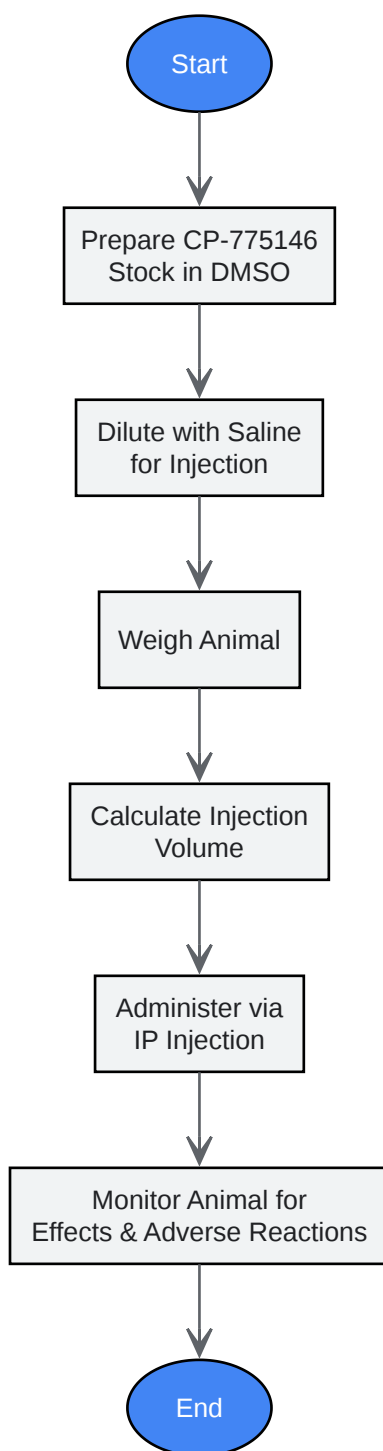 Start
Prepare CP-775146
Stock in DMSO
Dilute with Saline
for Injection
Weigh Animal
Calculate Injection
Volume
Administer via
IP Injection
Monitor Animal for
Effects & Adverse Reactions
End